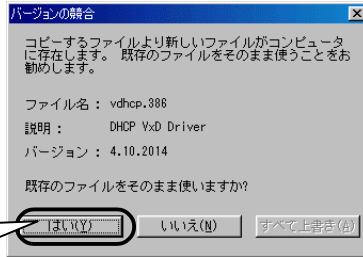 バージョンの競合
コピーするファイルより新しいファイルがコンピュータ
に存在します。 既存のファイルをそのまま使うことをお
勧めします。
ファイル名： vdhcp.386
説明： DHCP VxD Driver
バージョン： 4.10.2014
既存のファイルをそのまま使いますか?
はい(Y) いいえ(N) すべて上書き(A)